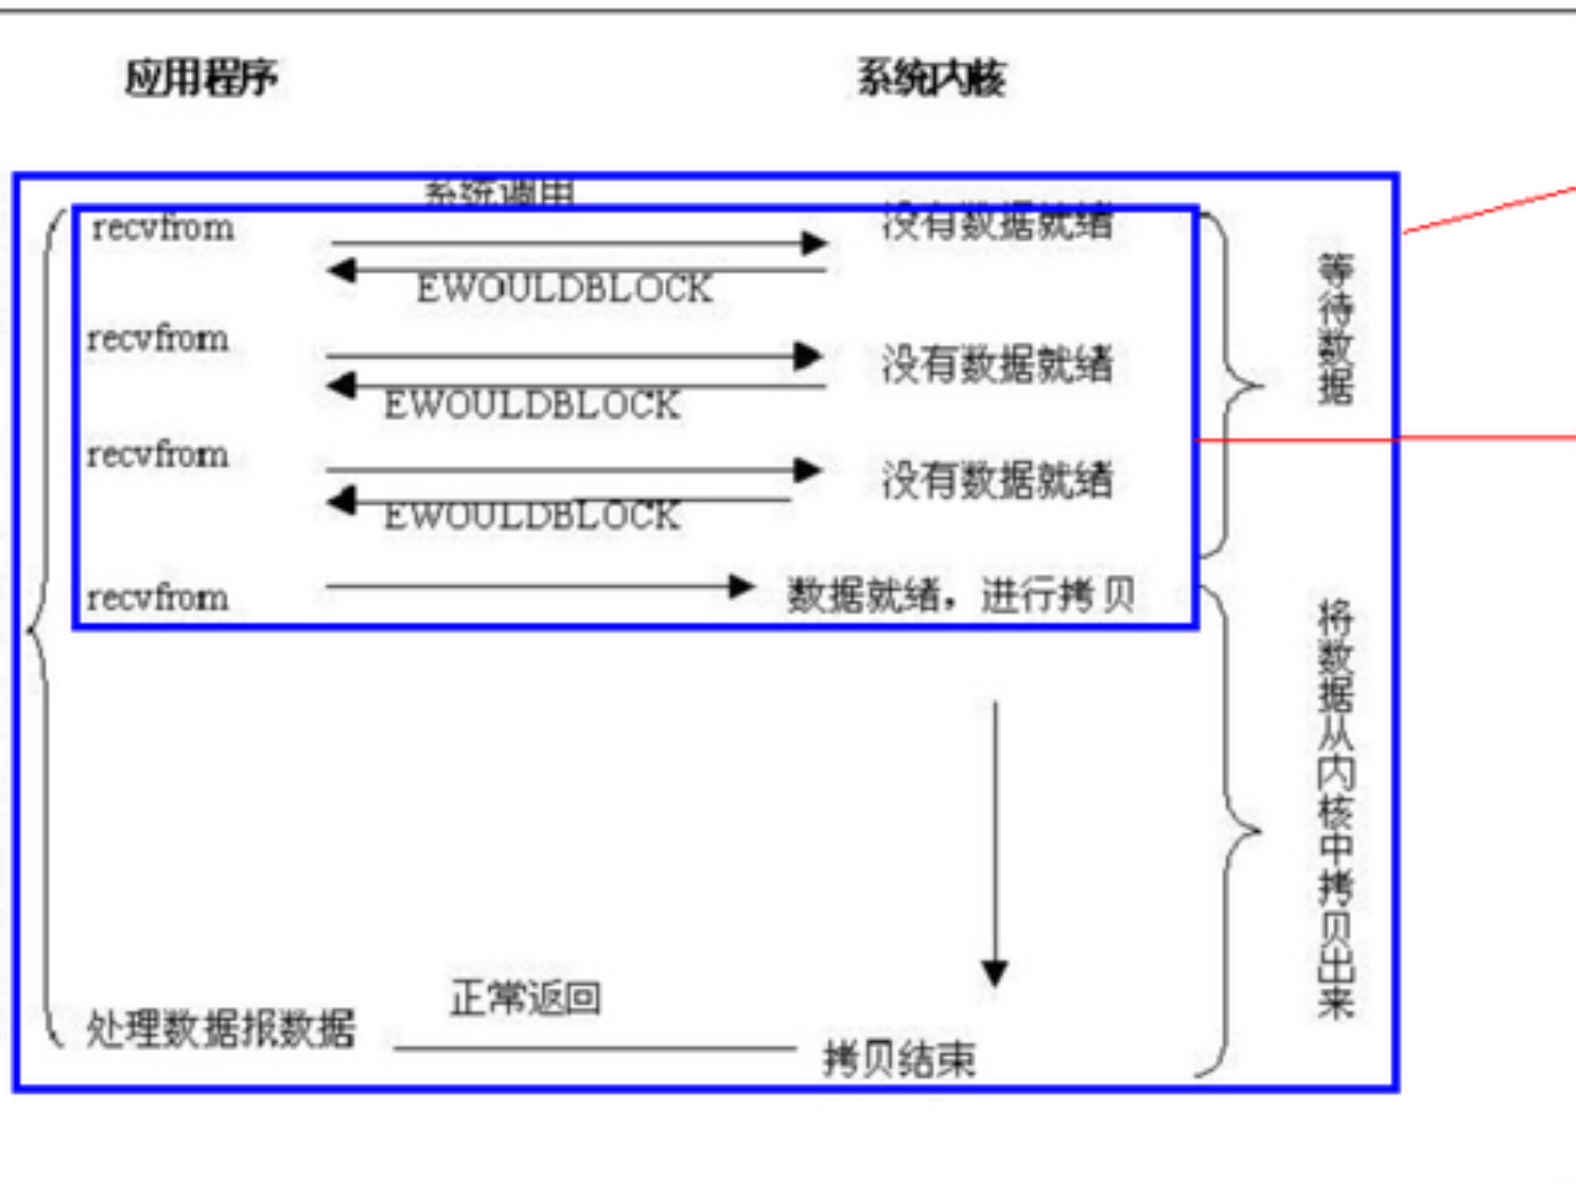 应用程序
系统内核
系统调用
recvfrom
没有数据就绪
EWOULDBLOCK
recvfrom
没有数据就绪
EWOULDBLOCK
recvfrom
没有数据就绪
EWOULDBLOCK
recvfrom
数据就绪，进行拷贝
等待数据
将数据从内核中拷贝出来
正常返回
处理数据报数据
拷贝结束